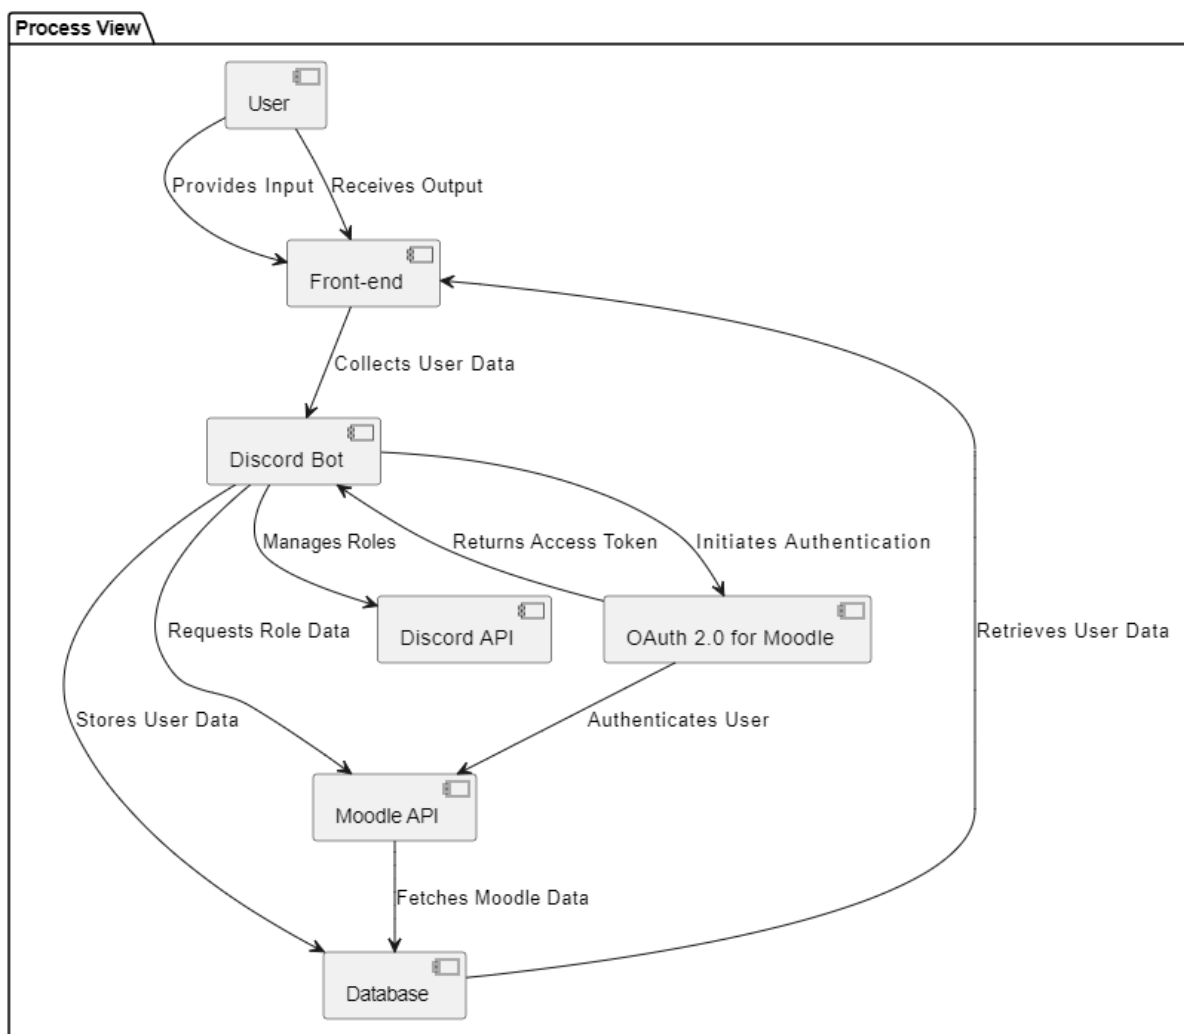 Process View
User
Provides Input
Receives Output
Front-end
Collects User Data
Discord Bot
Manages Roles
Returns Access Token
Initiates Authentication
Requests Role Data
Discord API
OAuth 2.0 for Moodle
Retrieves User Data
Stores User Data
Authenticates User
Moodle API
Fetches Moodle Data
Database